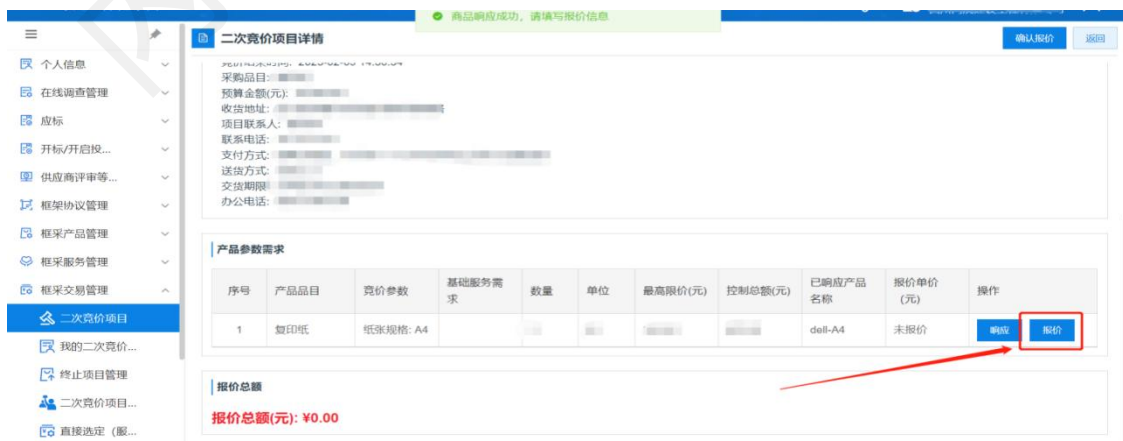 商品响应成功，请填写报价信息
二次竞价项目详情
确认报价
返回
个人信息
在线调查管理
应标
开标/开启投...
供应商评审等...
框架协议管理
框采产品管理
框采服务管理
框采交易管理
二次竞价项目
我的二次竞价...
终止项目管理
二次竞价项目...
直接选定（服...
采购品目:
预算金额(元):
收货地址:
项目联系人:
联系电话:
支付方式:
送货方式:
交货期限
办公电话:
产品参数需求
序号 产品品目 竞价参数 基础服务需求 数量 单位 最高限价(元) 控制总额(元) 已响应产品名称 报价单价(元) 操作
1 复印纸 纸张规格: A4 dell-A4 未报价 响应 报价
报价总额
报价总额(元): ¥0.00